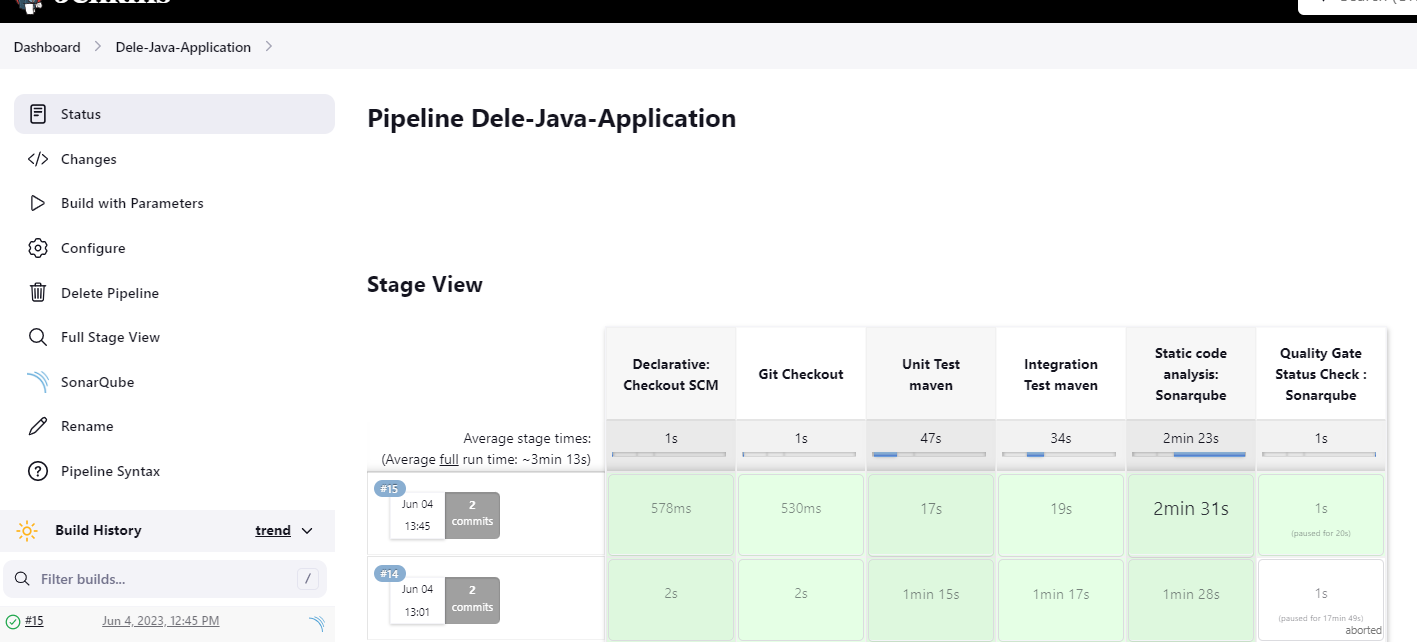 Dashboard
Dele-Java-Application
Status
Changes
Build with Parameters
Configure
Delete Pipeline
Full Stage View
SonarQube
Rename
Pipeline Syntax
Build History
trend
Filter builds...
/
#15
Jun 4, 2023, 12:45 PM
Pipeline Dele-Java-Application
Stage View
Declarative:
Checkout SCM
Git Checkout
Unit Test
maven
Integration
Test maven
Static code
analysis:
Sonarqube
Quality Gate
Status Check :
Sonarqube
Average stage times:
(Average full run time: ~3min 13s)
1s
1s
47s
34s
2min 23s
1s
#15
Jun 04
13:45
2
commits
578ms
530ms
17s
19s
2min 31s
1s
(paused for 20s)
#14
Jun 04
13:01
2
commits
2s
2s
1min 15s
1min 17s
1min 28s
1s
(paused for 17min 49s)
aborted